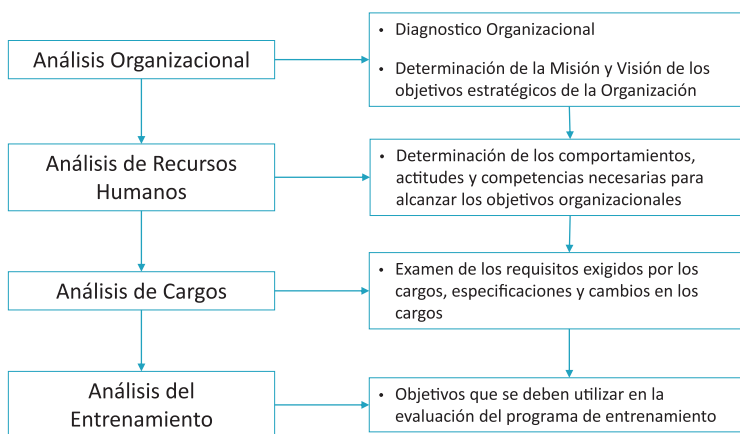 Análisis Organizacional
• Diagnostico Organizacional
• Determinación de la Misión y Visión de los
objetivos estratégicos de la Organización
Análisis de Recursos
Humanos
• Determinación de los comportamientos,
actitudes y competencias necesarias para
alcanzar los objetivos organizacionales
Análisis de Cargos
• Examen de los requisitos exigidos por los
cargos, especificaciones y cambios en los
cargos
Análisis del
Entrenamiento
• Objetivos que se deben utilizar en la
evaluación del programa de entrenamiento